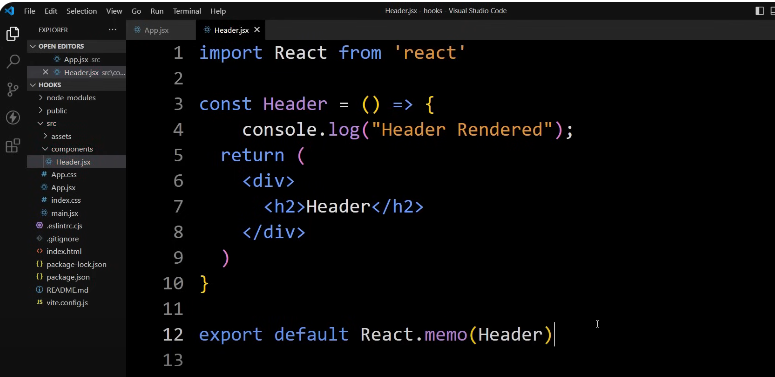 File Edit Selection View Go Run Terminal Help
Header.jsx - hooks - Visual Studio Code
EXPLORER ...
OPEN EDITORS
App.jsx src
Header.jsx src\co...
HOOKS
node_modules
public
src
assets
components
Header.jsx
App.css
App.jsx
index.css
main.jsx
.eslintrc.cjs
.gitignore
index.html
package-lock.json
package.json
README.md
vite.config.js
App.jsx
Header.jsx
1 import React from 'react'
2
3 const Header = () => {
4 console.log("Header Rendered");
5 return (
6 <div>
7 <h2>Header</h2>
8 </div>
9 )
10 }
11
12 export default React.memo(Header)
13